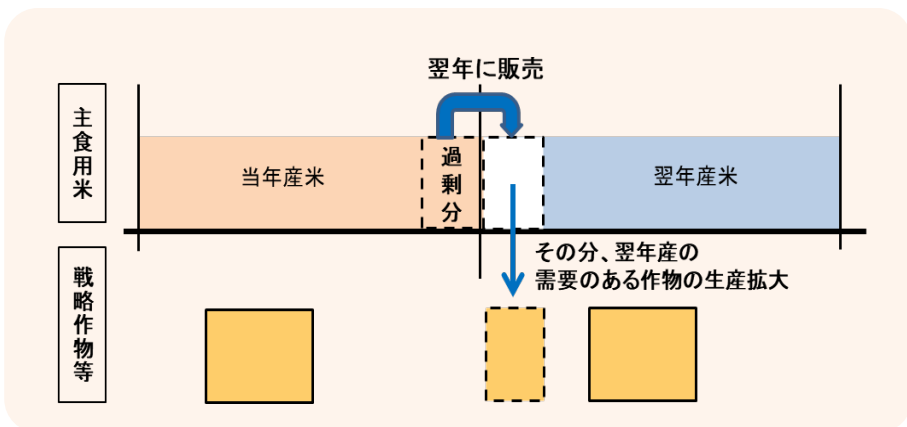 翌年に販売
主食用米
当年産米
過剰分
翌年産米
その分、翌年産の
需要のある作物の生産拡大
戦略作物等